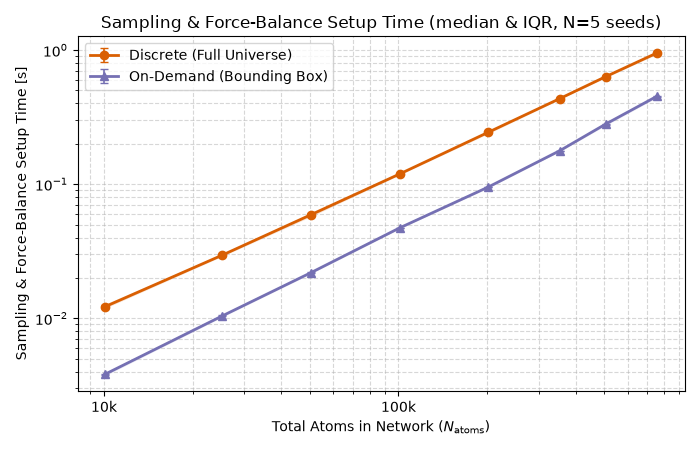 Sampling & Force-Balance Setup Time (median & IQR, N=5 seeds)
Discrete (Full Universe)
On-Demand (Bounding Box)
Sampling & Force-Balance Setup Time [s]
10⁰
10⁻¹
10⁻²
10k
100k
Total Atoms in Network (N_atoms)